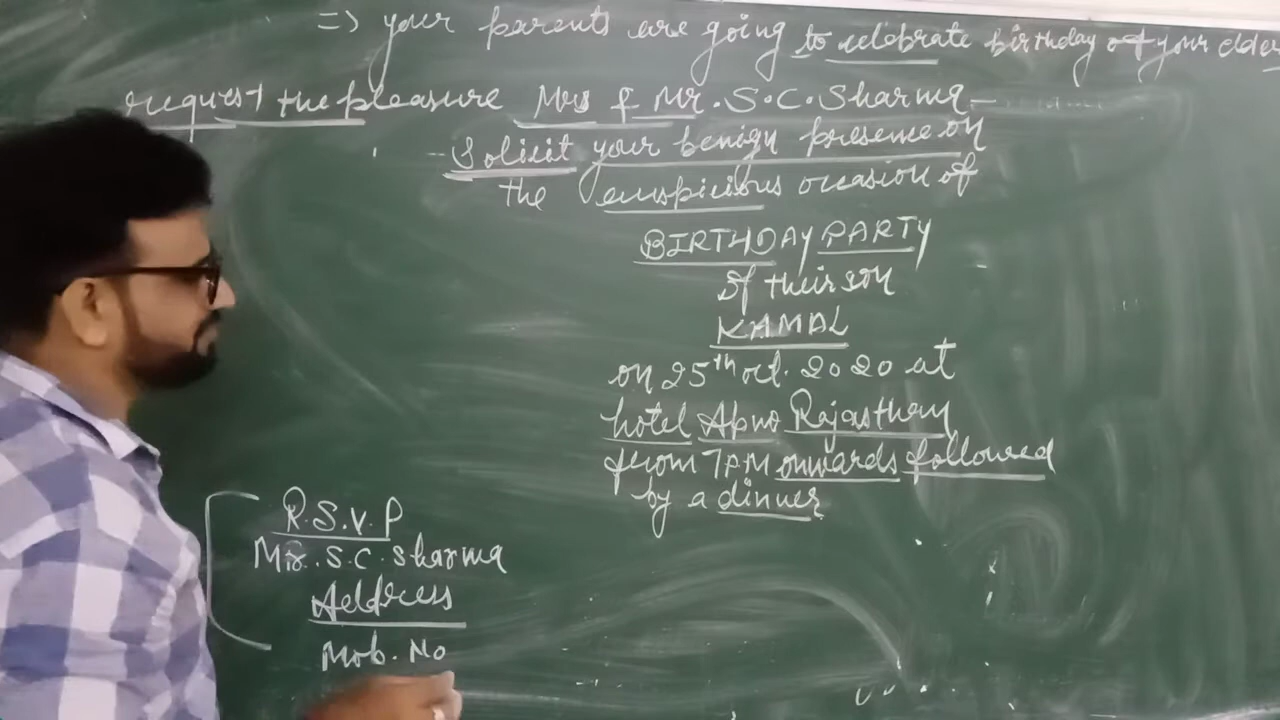 => your parents are going to celebrate birthday of your elder
request the pleasure Mrs & Mr. S.C. Sharma
Solicit your benign presence on
the auspicious occasion of
BIRTHDAY PARTY
of their son
KAMAL
on 25th oct. 2020 at
hotel Apno Rajasthan
from 7PM onwards followed
by a dinner
R.S.V.P
Mr. S.C. Sharma
Address
Mob. No